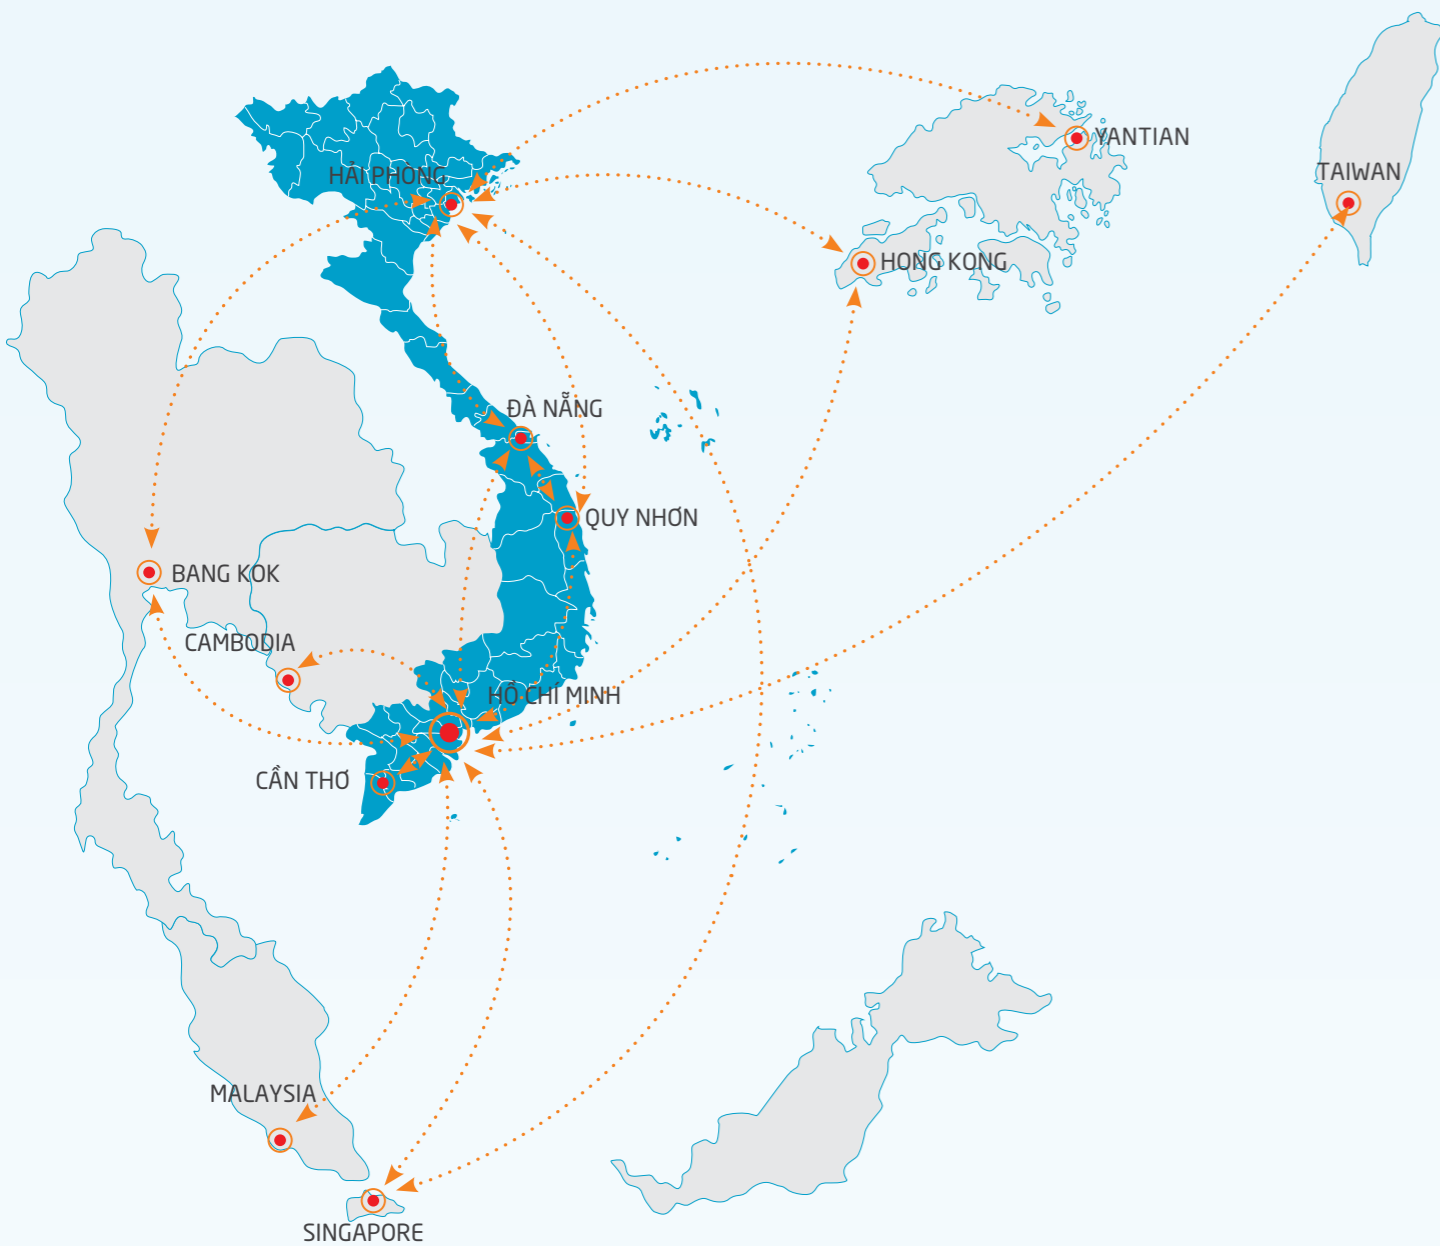 YANTIAN
TAIWAN
HẢI PHÒNG
HONG KONG
ĐÀ NẴNG
QUY NHƠN
BANG KOK
CAMBODIA
HỒ CHÍ MINH
CẦN THƠ
MALAYSIA
SINGAPORE